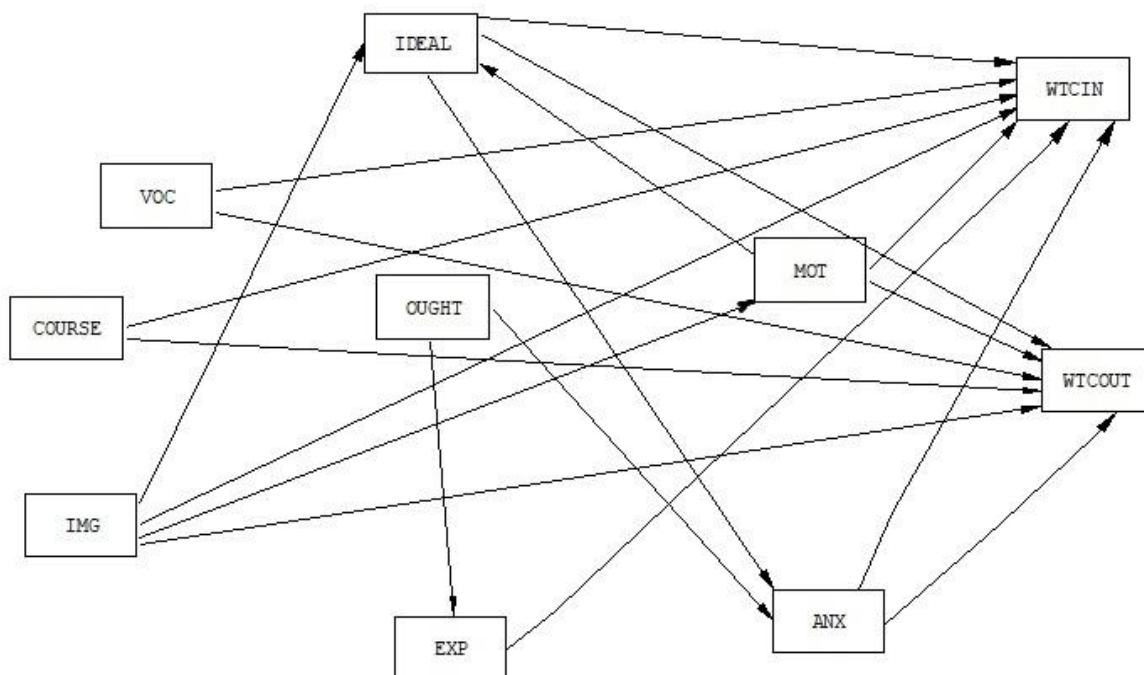 IDEAL
WTCIN
VOC
MOT
OUGHT
COURSE
WTCOUT
IMG
ANX
EXP